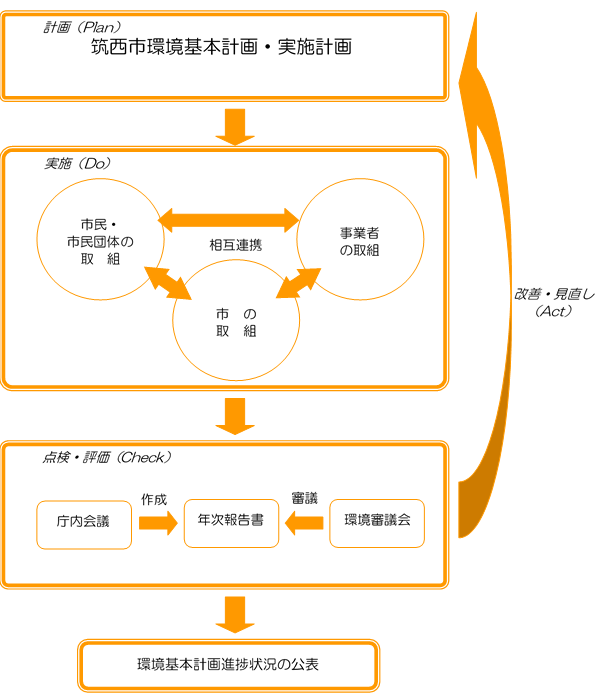 計画（Plan）
筑西市環境基本計画・実施計画
実施（Do）
市民・
市民団体の
取　組
相互連携
事業者
の取組
市　の
取　組
改善・見直し
（Act）
点検・評価（Check）
庁内会議
作成
年次報告書
審議
環境審議会
環境基本計画進捗状況の公表